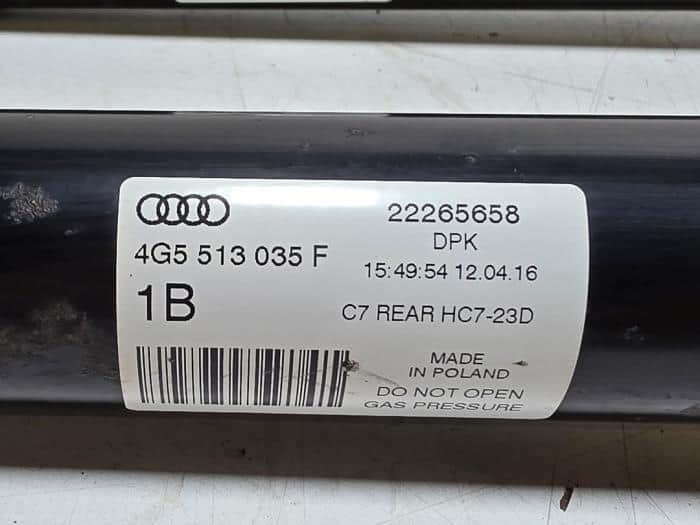 4G5 513 035 F
1B
22265658
DPK
15:49:54 12.04.16
C7 REAR HC7-23D
MADE
IN POLAND
DO NOT OPEN
GAS PRESSURE